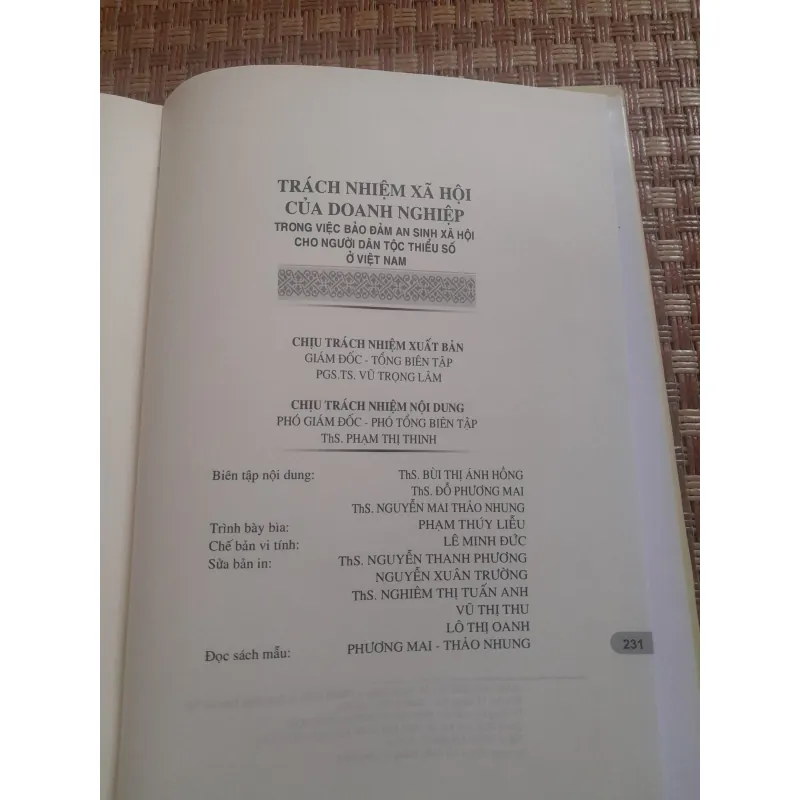 TRÁCH NHIỆM XÃ HỘI
CỦA DOANH NGHIỆP
TRONG VIỆC BẢO ĐẢM AN SINH XÃ HỘI
CHO NGƯỜI DÂN TỘC THIỂU SỐ
Ở VIỆT NAM
CHỊU TRÁCH NHIỆM XUẤT BẢN
GIÁM ĐỐC - TỔNG BIÊN TẬP
PGS.TS. VŨ TRỌNG LÂM
CHỊU TRÁCH NHIỆM NỘI DUNG
PHÓ GIÁM ĐỐC - PHÓ TỔNG BIÊN TẬP
ThS. PHẠM THỊ THINH
Biên tập nội dung: ThS. BÙI THỊ ÁNH HỒNG
ThS. ĐỖ PHƯƠNG MAI
ThS. NGUYỄN MAI THẢO NHUNG
Trình bày bìa: PHẠM THÚY LIỄU
Chế bản vi tính: LÊ MINH ĐỨC
Sửa bản in: ThS. NGUYỄN THANH PHƯƠNG
NGUYỄN XUÂN TRƯỜNG
ThS. NGHIÊM THỊ TUẤN ANH
VŨ THỊ THU
LÔ THỊ OANH
Đọc sách mẫu: PHƯƠNG MAI - THẢO NHUNG
231